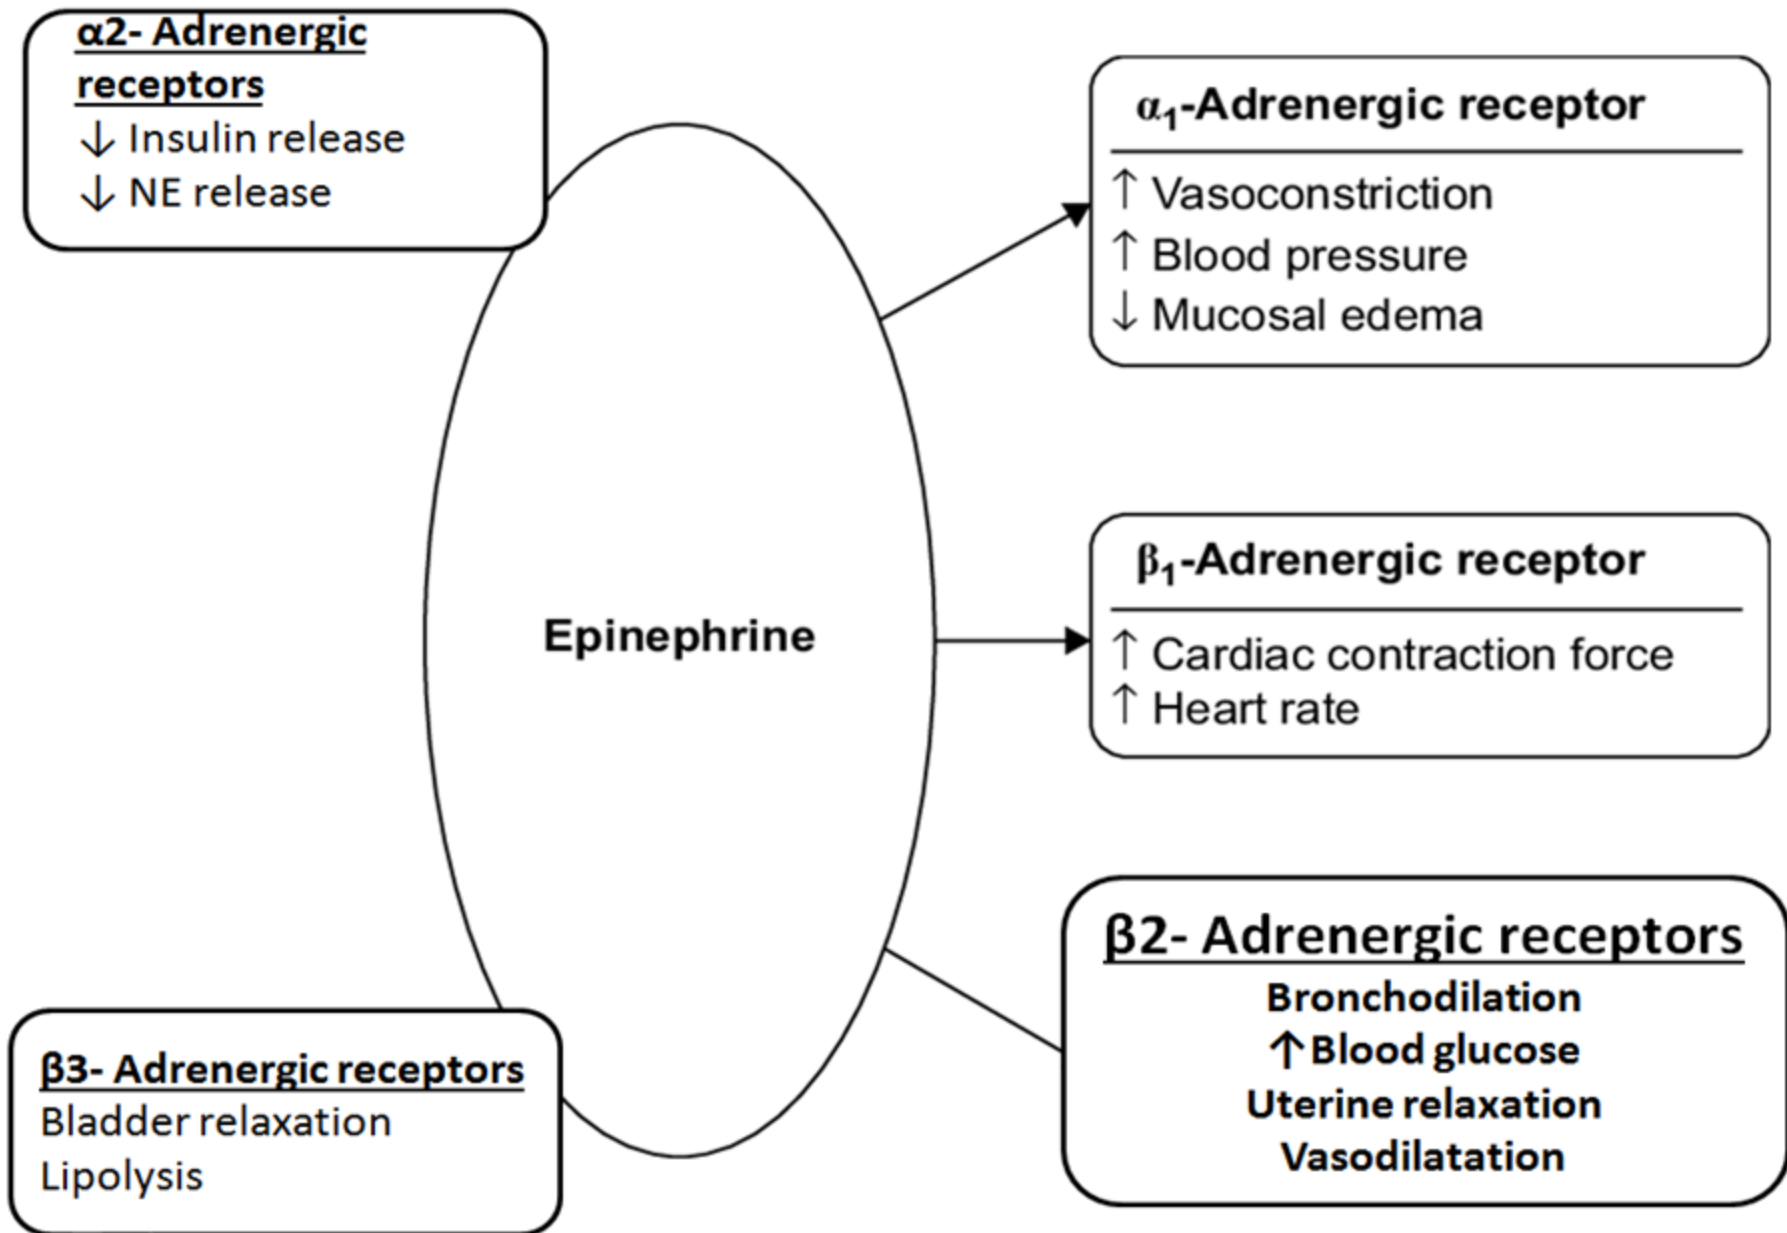 α2- Adrenergic
receptors
↓ Insulin release
↓ NE release
α₁-Adrenergic receptor
↑ Vasoconstriction
↑ Blood pressure
↓ Mucosal edema
Epinephrine
β₁-Adrenergic receptor
↑ Cardiac contraction force
↑ Heart rate
β2- Adrenergic receptors
Bronchodilation
↑Blood glucose
Uterine relaxation
Vasodilatation
β3- Adrenergic receptors
Bladder relaxation
Lipolysis